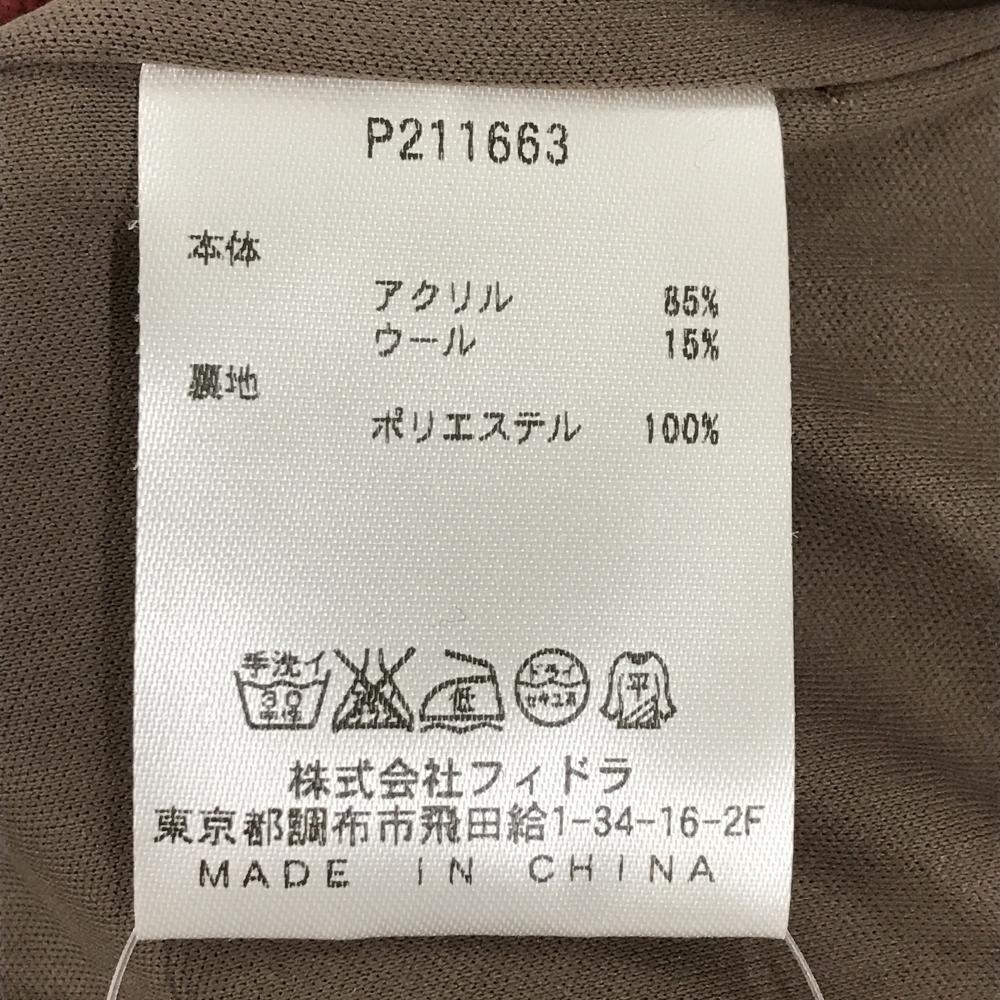 P211663
本体
アクリル 85%
ウール 15%
裏地
ポリエステル 100%
手洗イ
30
中性
低
ドライ
セキユ系
平
株式会社フィドラ
東京都調布市飛田給1-34-16-2F
MADE IN CHINA